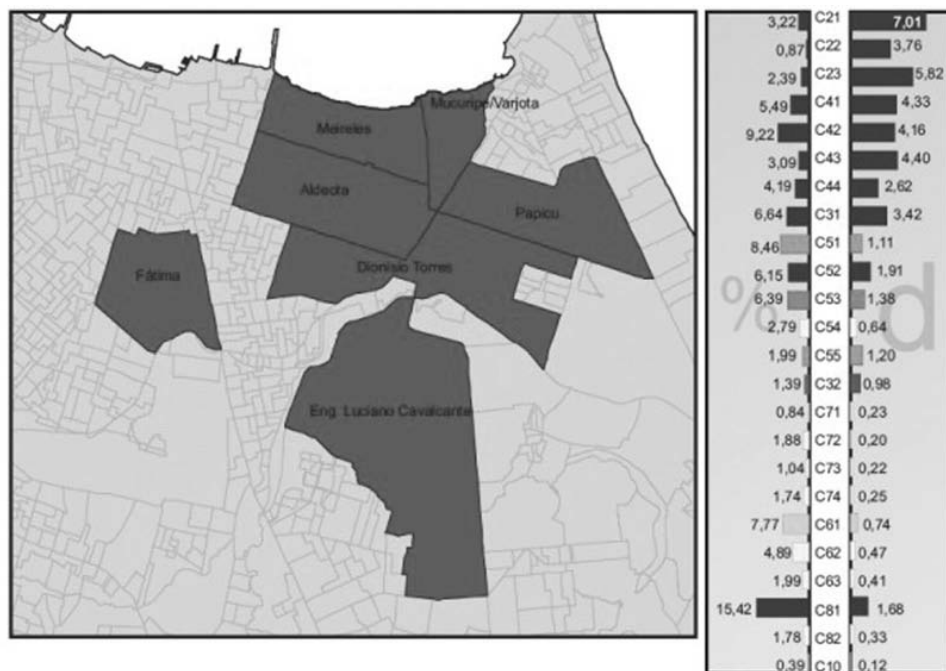 Mucuripe/Varjota
Meireles
Aldeota
Papicu
Dionísio Torres
Fátima
Eng. Luciano Cavalcante
% d
3,22 C21 7,01
0,87 C22 3,76
2,39 C23 5,82
5,49 C41 4,33
9,22 C42 4,16
3,09 C43 4,40
4,19 C44 2,62
6,64 C31 3,42
8,46 C51 1,11
6,15 C52 1,91
6,39 C53 1,38
2,79 C54 0,64
1,99 C55 1,20
1,39 C32 0,98
0,84 C71 0,23
1,88 C72 0,20
1,04 C73 0,22
1,74 C74 0,25
7,77 C61 0,74
4,89 C62 0,47
1,99 C63 0,41
15,42 C81 1,68
1,78 C82 0,33
0,39 C10 0,12